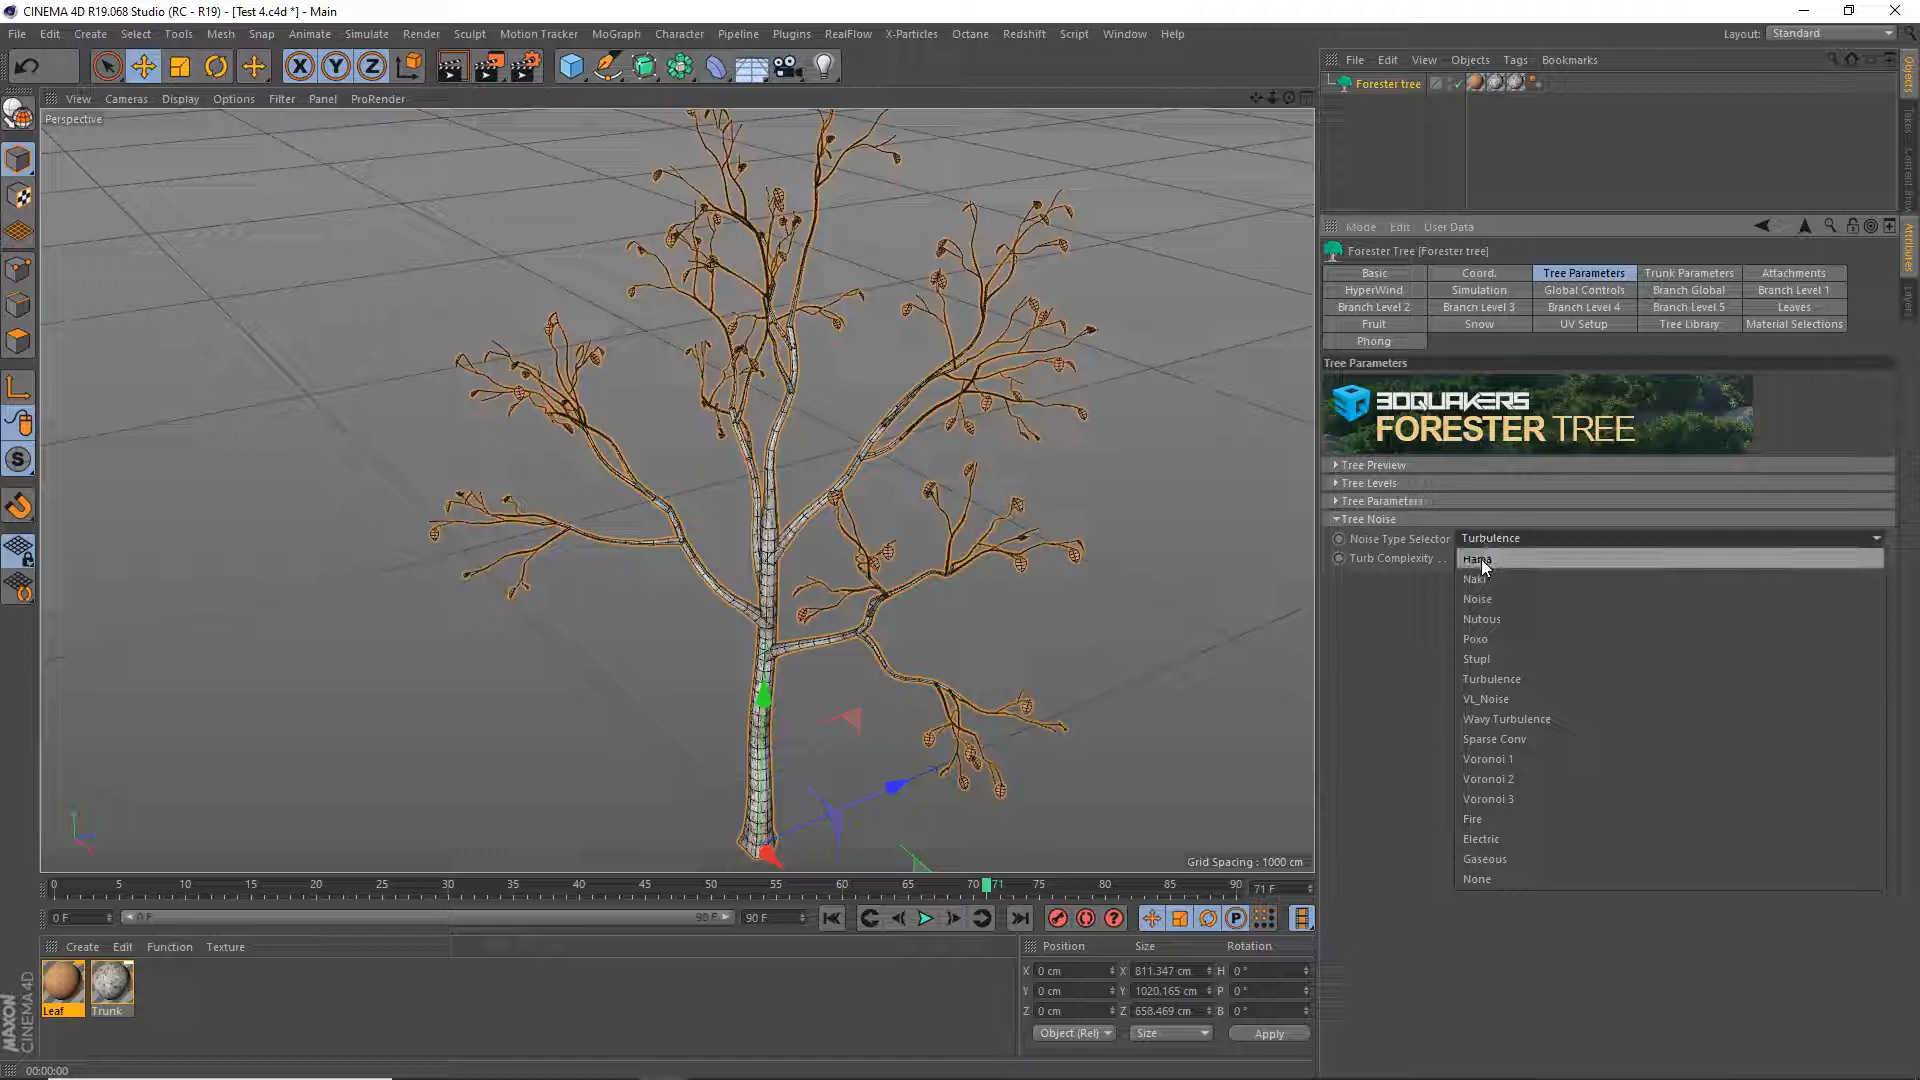 CINEMA 4D R19.068 Studio (RC - R19) - [Test 4.c4d *] - Main
File Edit Create Select Tools Mesh Snap Animate Simulate Render Sculpt Motion Tracker MoGraph Character Pipeline Plugins RealFlow X-Particles Octane Redshift Script Window Help
Layout: Standard
View Cameras Display Options Filter Panel ProRender
Perspective
Grid Spacing : 1000 cm
File Edit View Objects Tags Bookmarks
Forester tree
Objects
Takes
Attributes
Layers
Mode Edit User Data
Forester Tree [Forester tree]
Basic Coord. Tree Parameters Trunk Parameters Attachments
HyperWind Simulation Global Controls Branch Global Branch Level 1
Branch Level 2 Branch Level 3 Branch Level 4 Branch Level 5 Leaves
Fruit Snow UV Setup Tree Library Material Selections
Phong
Tree Parameters
3DQUAKERS
FORESTER TREE
Tree Preview
Tree Levels
Tree Parameters
Tree Noise
Noise Type Selector Turbulence
Turb Complexity . .
Hama
Naki
Noise
Nutous
Poxo
Stupl
Turbulence
VL_Noise
Wavy Turbulence
Sparse Conv
Voronoi 1
Voronoi 2
Voronoi 3
Fire
Electric
Gaseous
None
0 5 10 15 20 25 30 35 40 45 50 55 60 65 70 71 75 80 85 90 71 F
0 F 0 F 90 F 90 F
Create Edit Function Texture
Leaf Trunk
Position Size Rotation
X 0 cm X 811.347 cm H 0 °
Y 0 cm Y 1020.165 cm P 0 °
Z 0 cm Z 658.469 cm B 0 °
Object (Rel) Size Apply
MAXON
CINEMA 4D
00:00:00